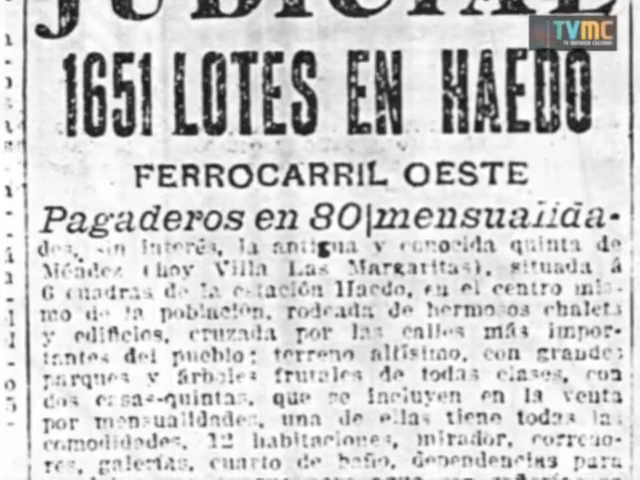 JUDICIAL
TVMC
1651 LOTES EN HAEDO
FERROCARRIL OESTE
Pagaderos en 80 mensualida-
des, sin interés, la antigua y conocida quinta de
Méndez (hoy Villa Las Margaritas), situada á
6 cuadras de la estación Haedo, en el centro mis-
mo de la población, rodeada de hermosos chalets
y edificios, cruzada por las calles más impor-
tantes del pueblo; terreno altísimo, con grandes
parques y árboles frutales de todas clases, con
dos casas-quintas, que se incluyen en la venta
por mensualidades, una de ellas tiene todas las
comodidades, 12 habitaciones, mirador, corredo-
res, galerías, cuarto de baño, dependencias para